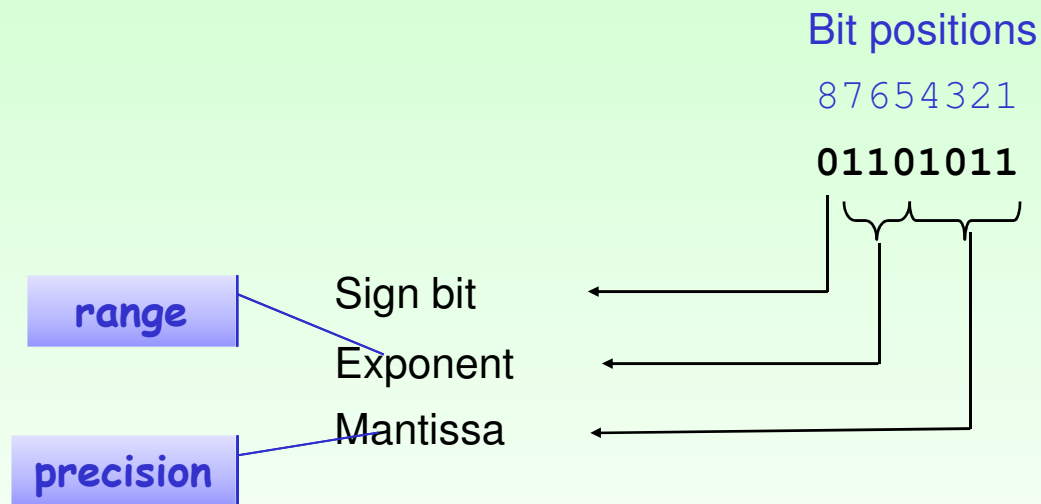 Bit positions
87654321
01101011
Sign bit
range
Exponent
Mantissa
precision